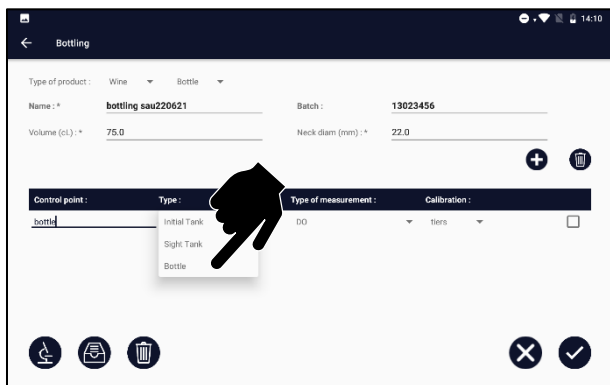 14:10
Bottling
Type of product : Wine Bottle
Name : * bottling sau220621 Batch : 13023456
Volume (cl.) : * 75.0 Neck diam (mm) : * 22.0
Control point : Type : Type of measurement : Calibration :
bottle Initial Tank DO tiers
Sight Tank
Bottle